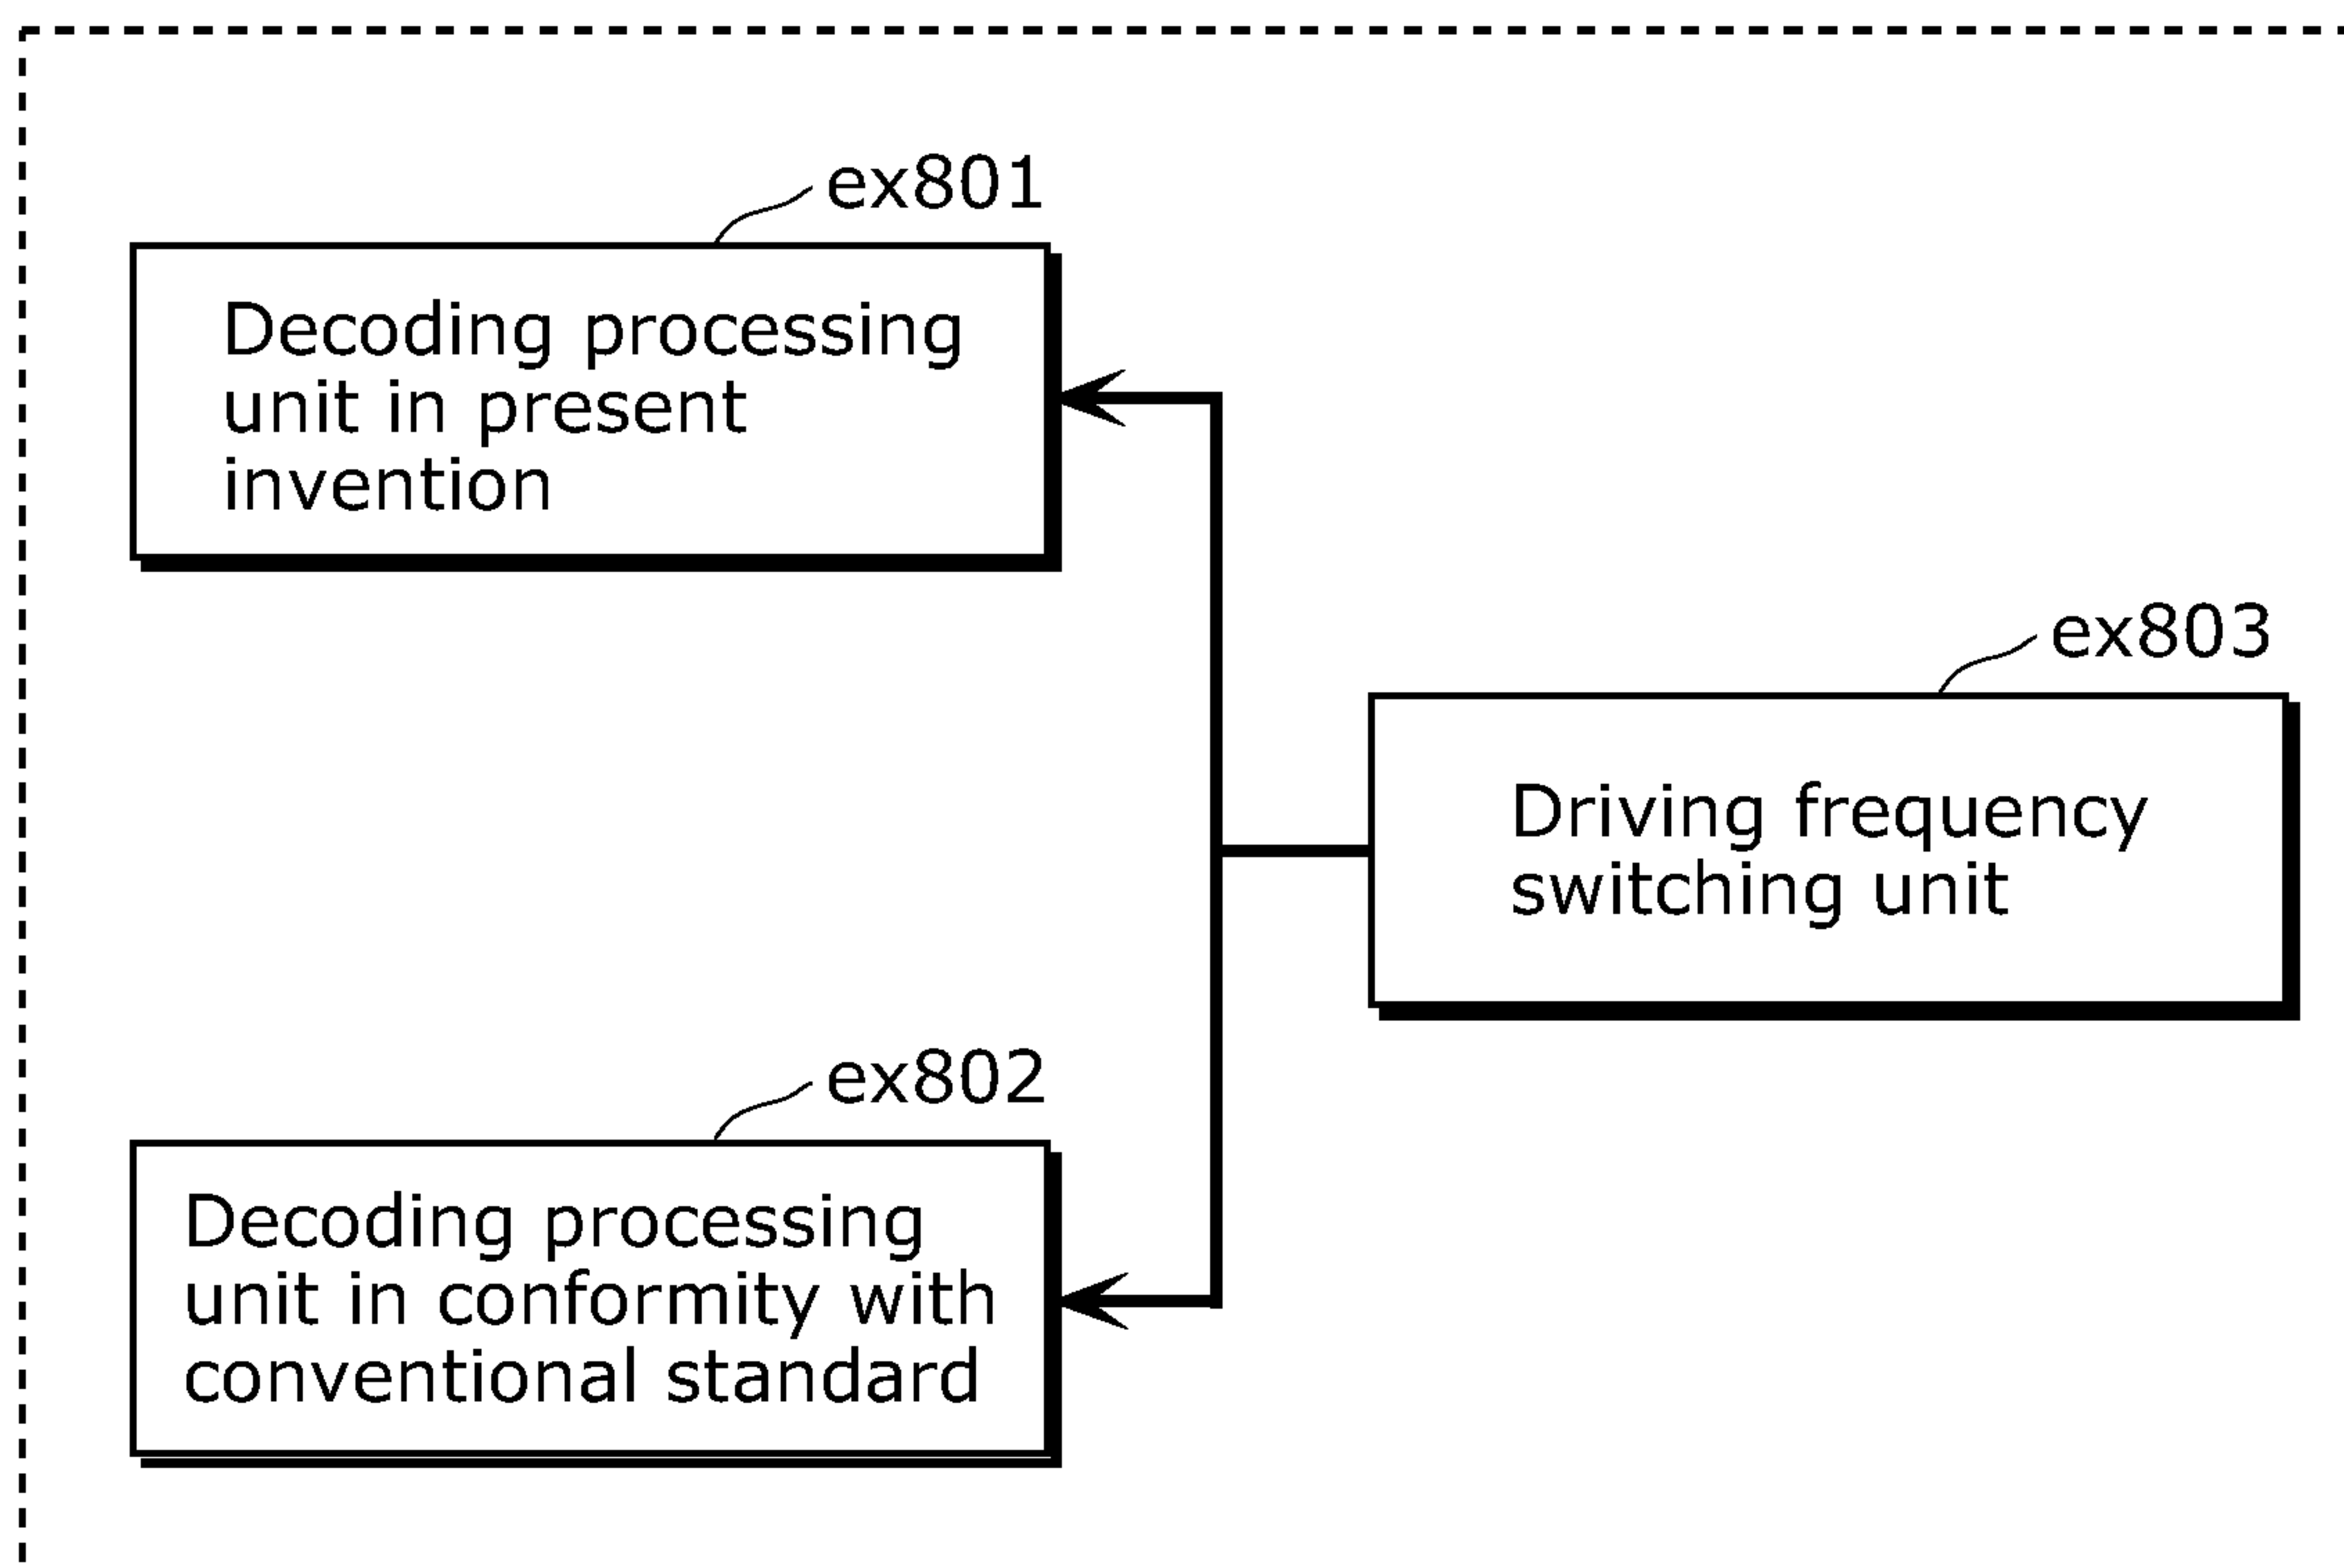 ex801
Decoding processing
unit in present
invention
ex803
Driving frequency
switching unit
ex802
Decoding processing
unit in conformity with
conventional standard